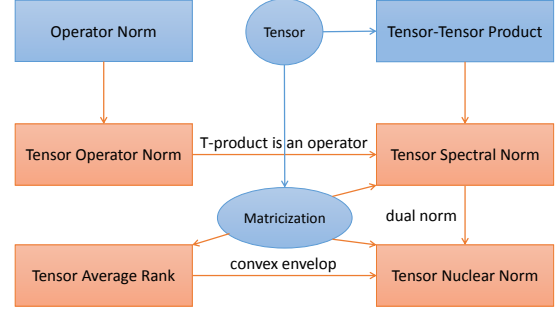 Operator Norm
Tensor
Tensor-Tensor Product
Tensor Operator Norm
T-product is an operator
Tensor Spectral Norm
Matricization
dual norm
Tensor Average Rank
convex envelop
Tensor Nuclear Norm